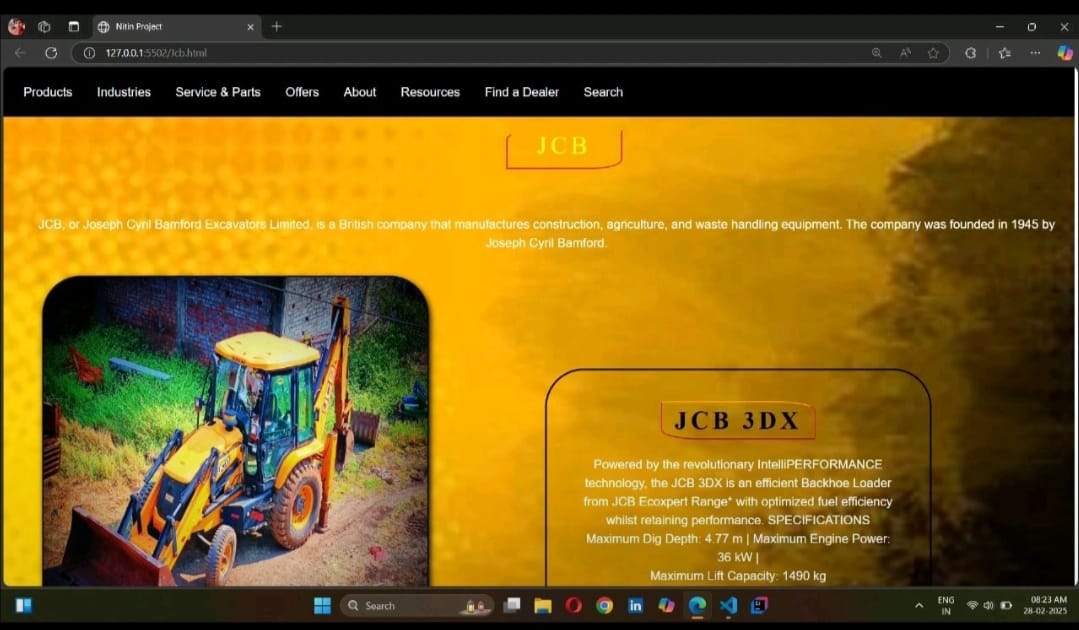 Nitin Project
127.0.0.1:5502/Jcb.html
Products Industries Service & Parts Offers About Resources Find a Dealer Search
JCB
JCB, or Joseph Cyril Bamford Excavators Limited, is a British company that manufactures construction, agriculture, and waste handling equipment. The company was founded in 1945 by
Joseph Cyril Bamford.
JCB 3DX
Powered by the revolutionary IntelliPERFORMANCE
technology, the JCB 3DX is an efficient Backhoe Loader
from JCB Ecoxpert Range* with optimized fuel efficiency
whilst retaining performance. SPECIFICATIONS
Maximum Dig Depth: 4.77 m | Maximum Engine Power:
36 kW |
Maximum Lift Capacity: 1490 kg
Search
ENG
IN
08:23 AM
28-02-2025